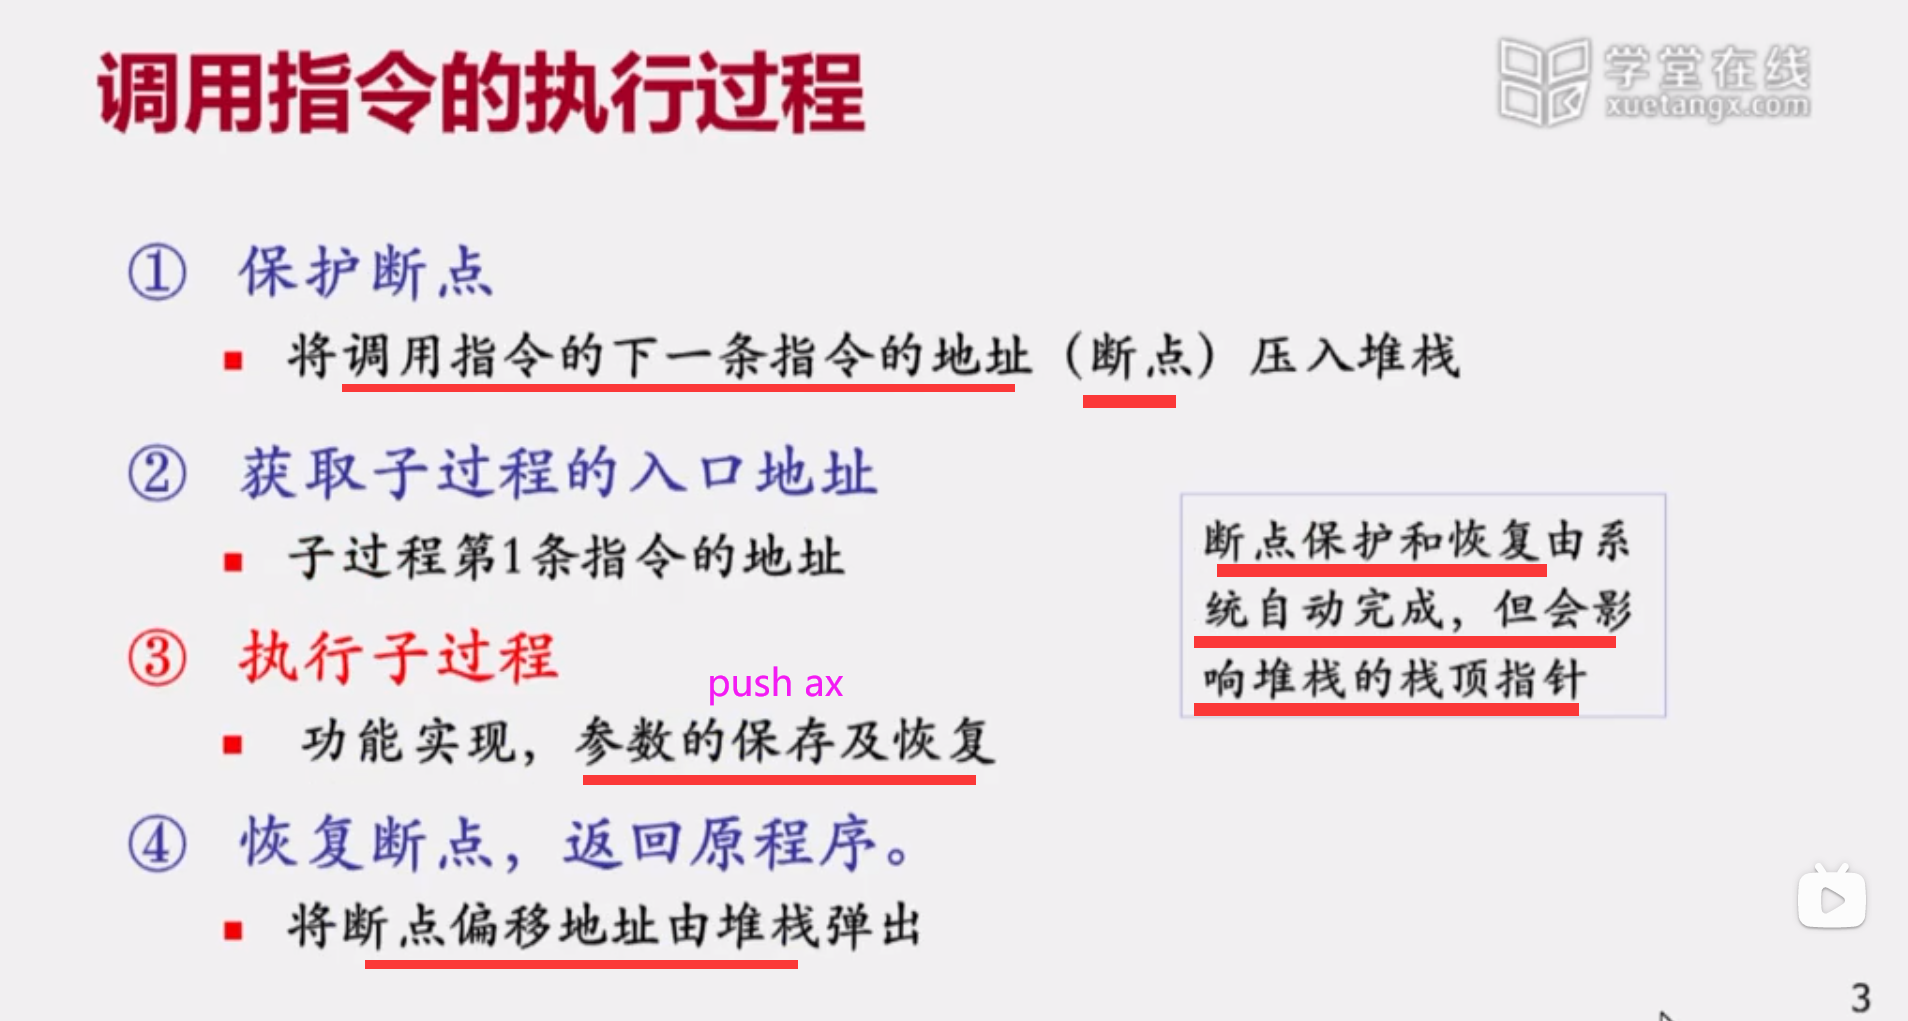 调用指令的执行过程
学堂在线
xuetangx.com
① 保护断点
将调用指令的下一条指令的地址（断点）压入堆栈
② 获取子过程的入口地址
子过程第1条指令的地址
③ 执行子过程
push ax
功能实现，参数的保存及恢复
④ 恢复断点，返回原程序。
将断点偏移地址由堆栈弹出
断点保护和恢复由系
统自动完成，但会影
响堆栈的栈顶指针
3